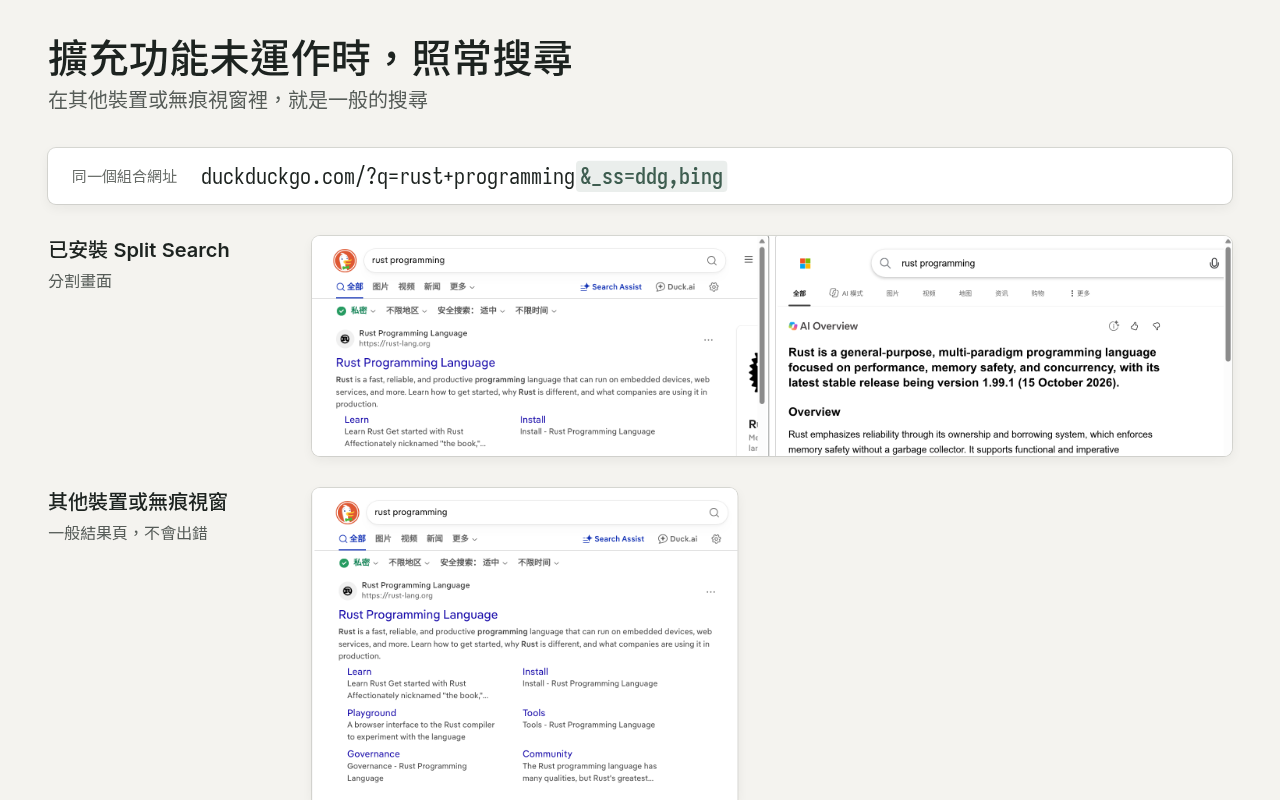 擴充功能未運作時，照常搜尋
在其他裝置或無痕視窗裡，就是一般的搜尋
同一個組合網址 duckduckgo.com/?q=rust+programming&_ss=ddg,bing
已安裝 Split Search
分割畫面
rust programming
全部 图片 视频 新闻 更多 Search Assist Duck.ai
私密 不限地区 安全搜索： 适中 不限时间
Rust Programming Language
https://rust-lang.org
Rust Programming Language
Rust is a fast, reliable, and productive programming language that can run on embedded devices, web
services, and more. Learn how to get started, why Rust is different, and what companies are using it in
production.
Learn
Learn Rust Get started with Rust
Affectionately nicknamed "the book,"...
Install
Install - Rust Programming Language
rust programming
全部 AI 模式 图片 视频 地图 资讯 购物 更多
AI Overview
Rust is a general-purpose, multi-paradigm programming language
focused on performance, memory safety, and concurrency, with its
latest stable release being version 1.99.1 (15 October 2026).
Overview
Rust emphasizes reliability through its ownership and borrowing system, which enforces
memory safety without a garbage collector. It supports functional and imperative
其他裝置或無痕視窗
一般結果頁，不會出錯
rust programming
全部 图片 视频 新闻 更多 Search Assist Duck.ai
私密 不限地区 安全搜索： 适中 不限时间
Rust Programming Language
https://rust-lang.org
Rust Programming Language
Rust is a fast, reliable, and productive programming language that can run on embedded devices, web
services, and more. Learn how to get started, why Rust is different, and what companies are using it in
production.
Learn
Learn Rust Get started with Rust
Affectionately nicknamed "the book,"...
Install
Install - Rust Programming Language
Playground
A browser interface to the Rust compiler
to experiment with the language
Tools
Tools - Rust Programming Language
Governance
Governance - Rust Programming
Language
Community
The Rust programming language has
many qualities, but Rust's greatest...